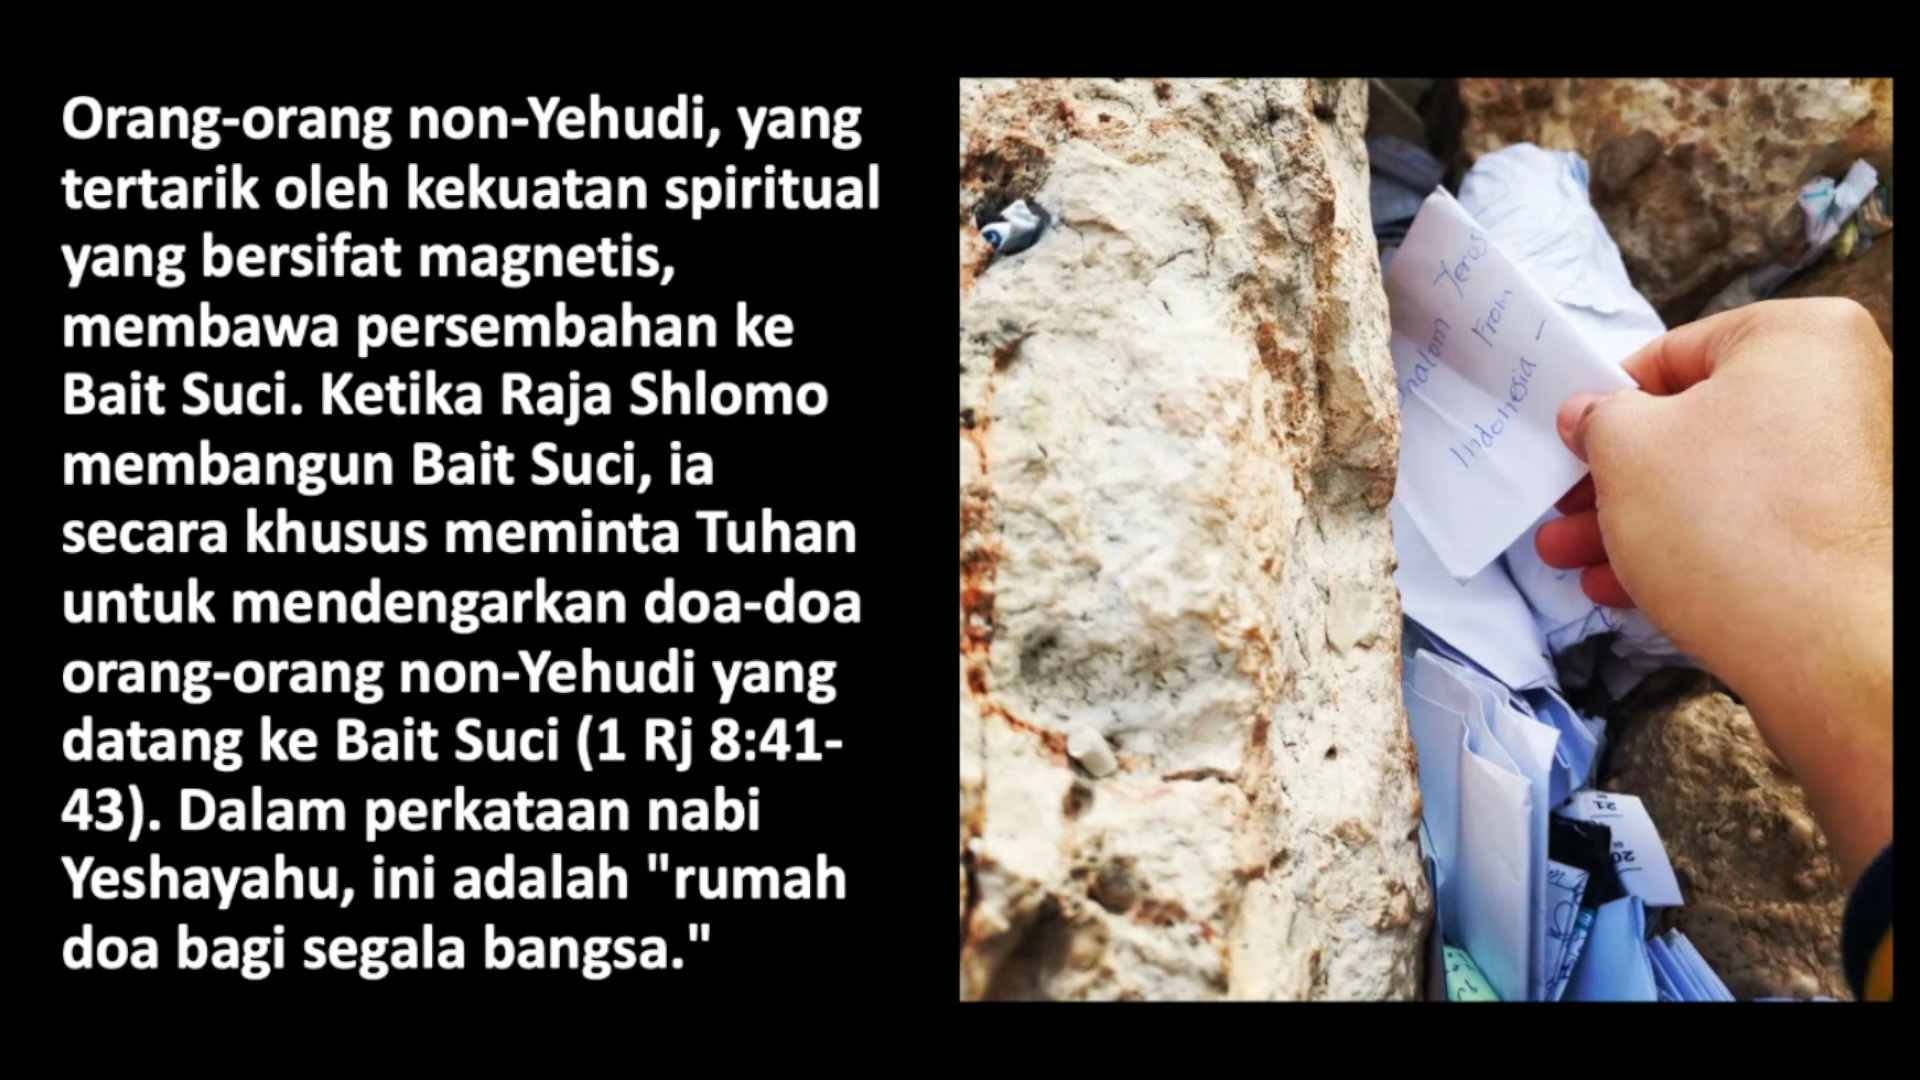 Orang-orang non-Yehudi, yang
tertarik oleh kekuatan spiritual
yang bersifat magnetis,
membawa persembahan ke
Bait Suci. Ketika Raja Shlomo
membangun Bait Suci, ia
secara khusus meminta Tuhan
untuk mendengarkan doa-doa
orang-orang non-Yehudi yang
datang ke Bait Suci (1 Rj 8:41-
43). Dalam perkataan nabi
Yeshayahu, ini adalah "rumah
doa bagi segala bangsa."
From
Indonesia -
21